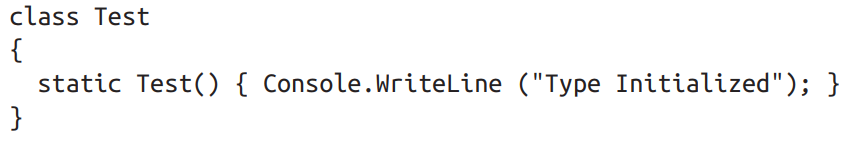 class Test
{
  static Test() { Console.WriteLine ("Type Initialized"); }
}